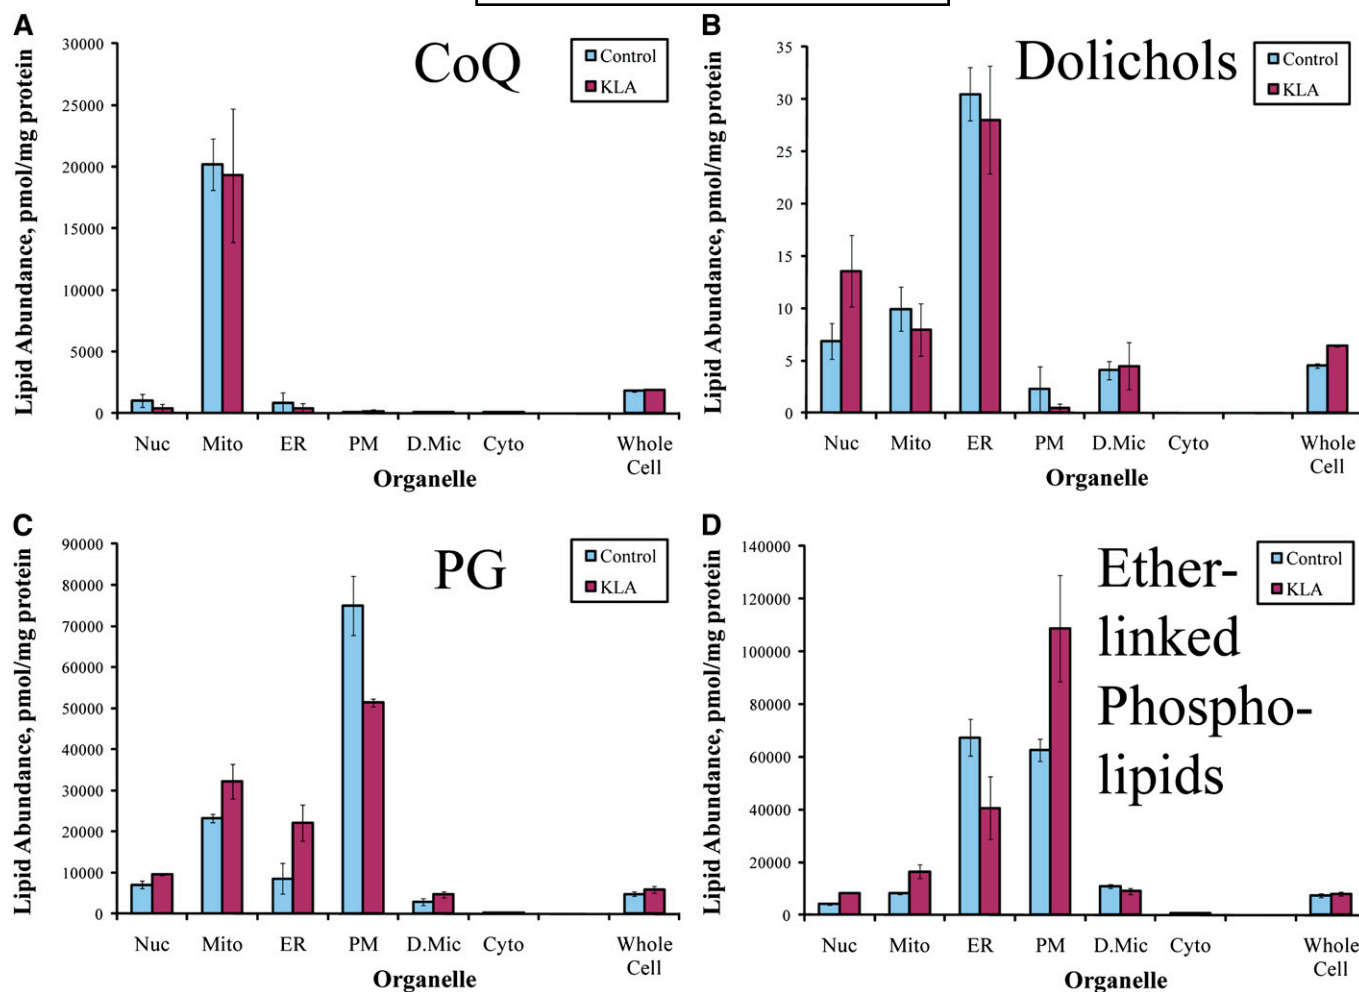 A
CoQ
Control
KLA
Lipid Abundance, pmol/mg protein
30000
25000
20000
15000
10000
5000
0
Nuc Mito ER PM D.Mic Cyto Whole
Cell
Organelle
B
Dolichols
Control
KLA
Lipid Abundance, pmol/mg protein
35
30
25
20
15
10
5
0
Nuc Mito ER PM D.Mic Cyto Whole
Cell
Organelle
C
PG
Control
KLA
Lipid Abundance, pmol/mg protein
90000
80000
70000
60000
50000
40000
30000
20000
10000
0
Nuc Mito ER PM D.Mic Cyto Whole
Cell
Organelle
D
Ether-
linked
Phospho-
lipids
Control
KLA
Lipid Abundance, pmol/mg protein
140000
120000
100000
80000
60000
40000
20000
0
Nuc Mito ER PM D.Mic Cyto Whole
Cell
Organelle